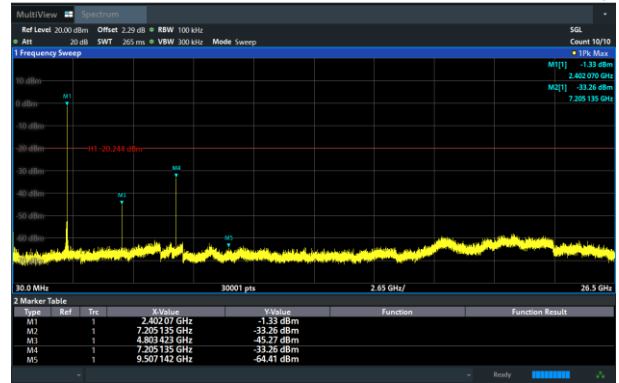 MultiView Spectrum
Ref Level 20.00 dBm Offset 2.29 dB RBW 100 kHz SGL
Att 20 dB SWT 265 ms VBW 300 kHz Mode Sweep Count 10/10
1 Frequency Sweep 1Pk Max
M1[1] -1.33 dBm
2.402 070 GHz
M2[1] -33.26 dBm
7.205 135 GHz
10 dBm
M1
0 dBm
-10 dBm
-20 dBm
H1 -20.244 dBm
-30 dBm
M4
-40 dBm
M3
-50 dBm
-60 dBm
M5
30.0 MHz 30001 pts 2.65 GHz/ 26.5 GHz
2 Marker Table
Type Ref Trc X-Value Y-Value Function Function Result
M1 1 2.402 07 GHz -1.33 dBm
M2 1 7.205 135 GHz -33.26 dBm
M3 1 4.803 423 GHz -45.27 dBm
M4 1 7.205 135 GHz -33.26 dBm
M5 1 9.507 142 GHz -64.41 dBm
Ready